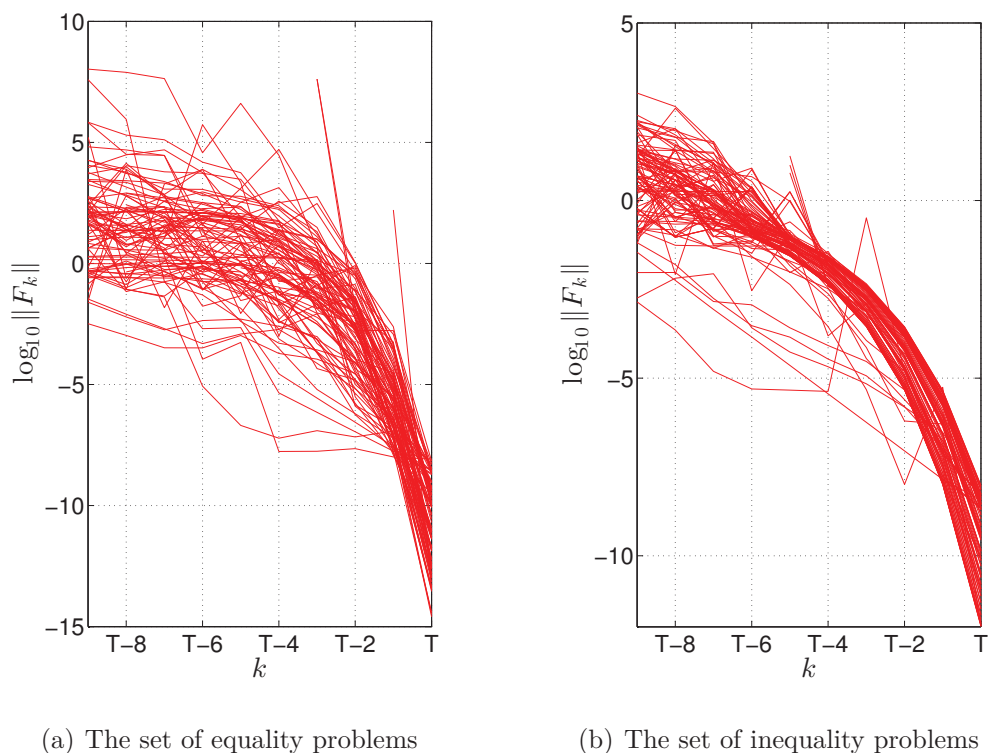 10
5
0
−5
−10
−15
log10 ‖Fk‖
T−8 T−6 T−4 T−2 T
k
(a) The set of equality problems
5
0
−5
−10
log10 ‖Fk‖
T−8 T−6 T−4 T−2 T
k
(b) The set of inequality problems